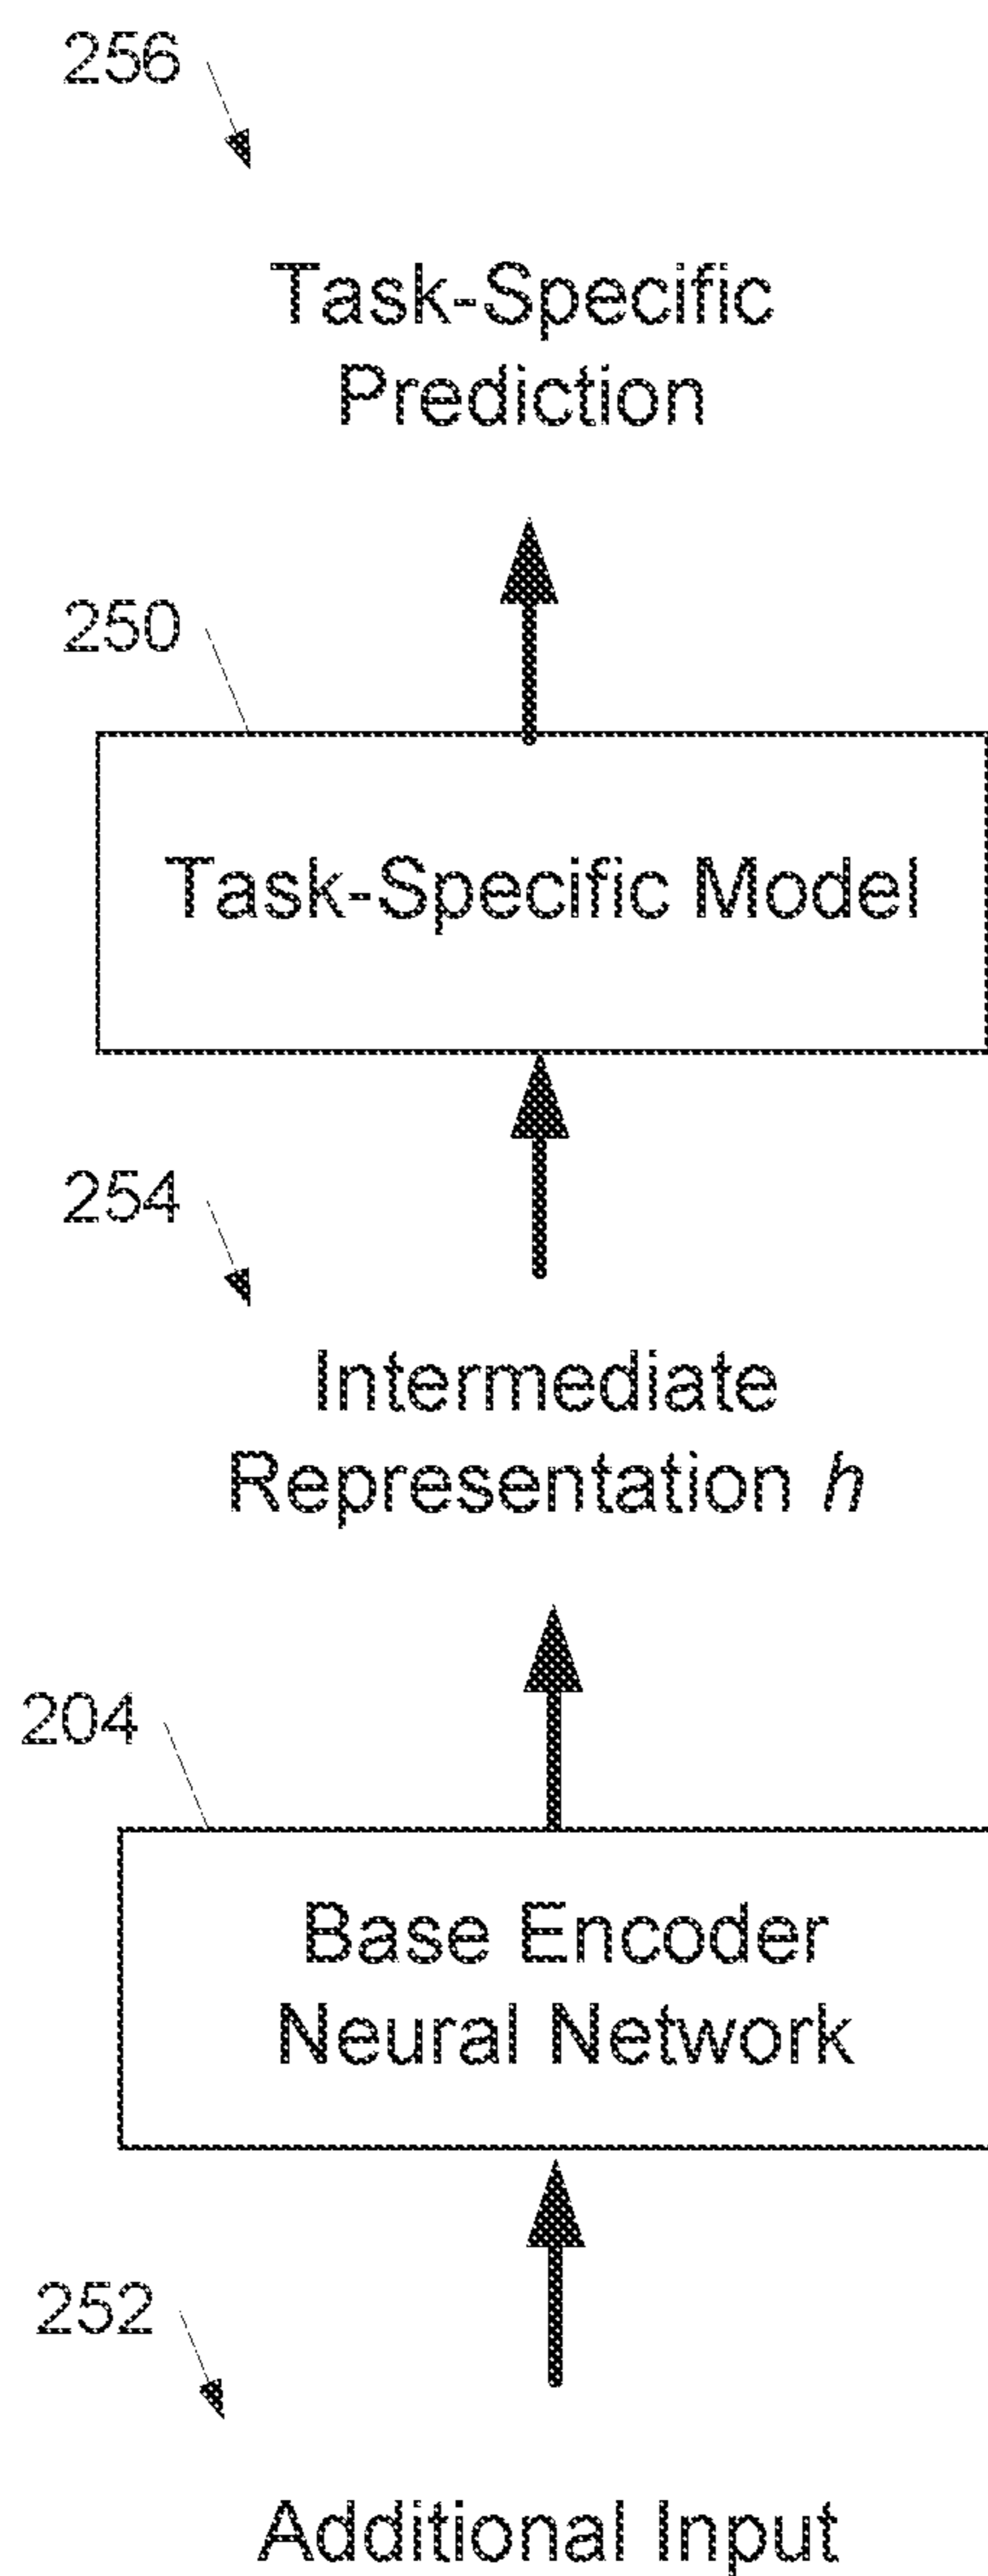 256
Task-Specific
Prediction
250
Task-Specific Model
254
Intermediate
Representation h
204
Base Encoder
Neural Network
252
Additional Input